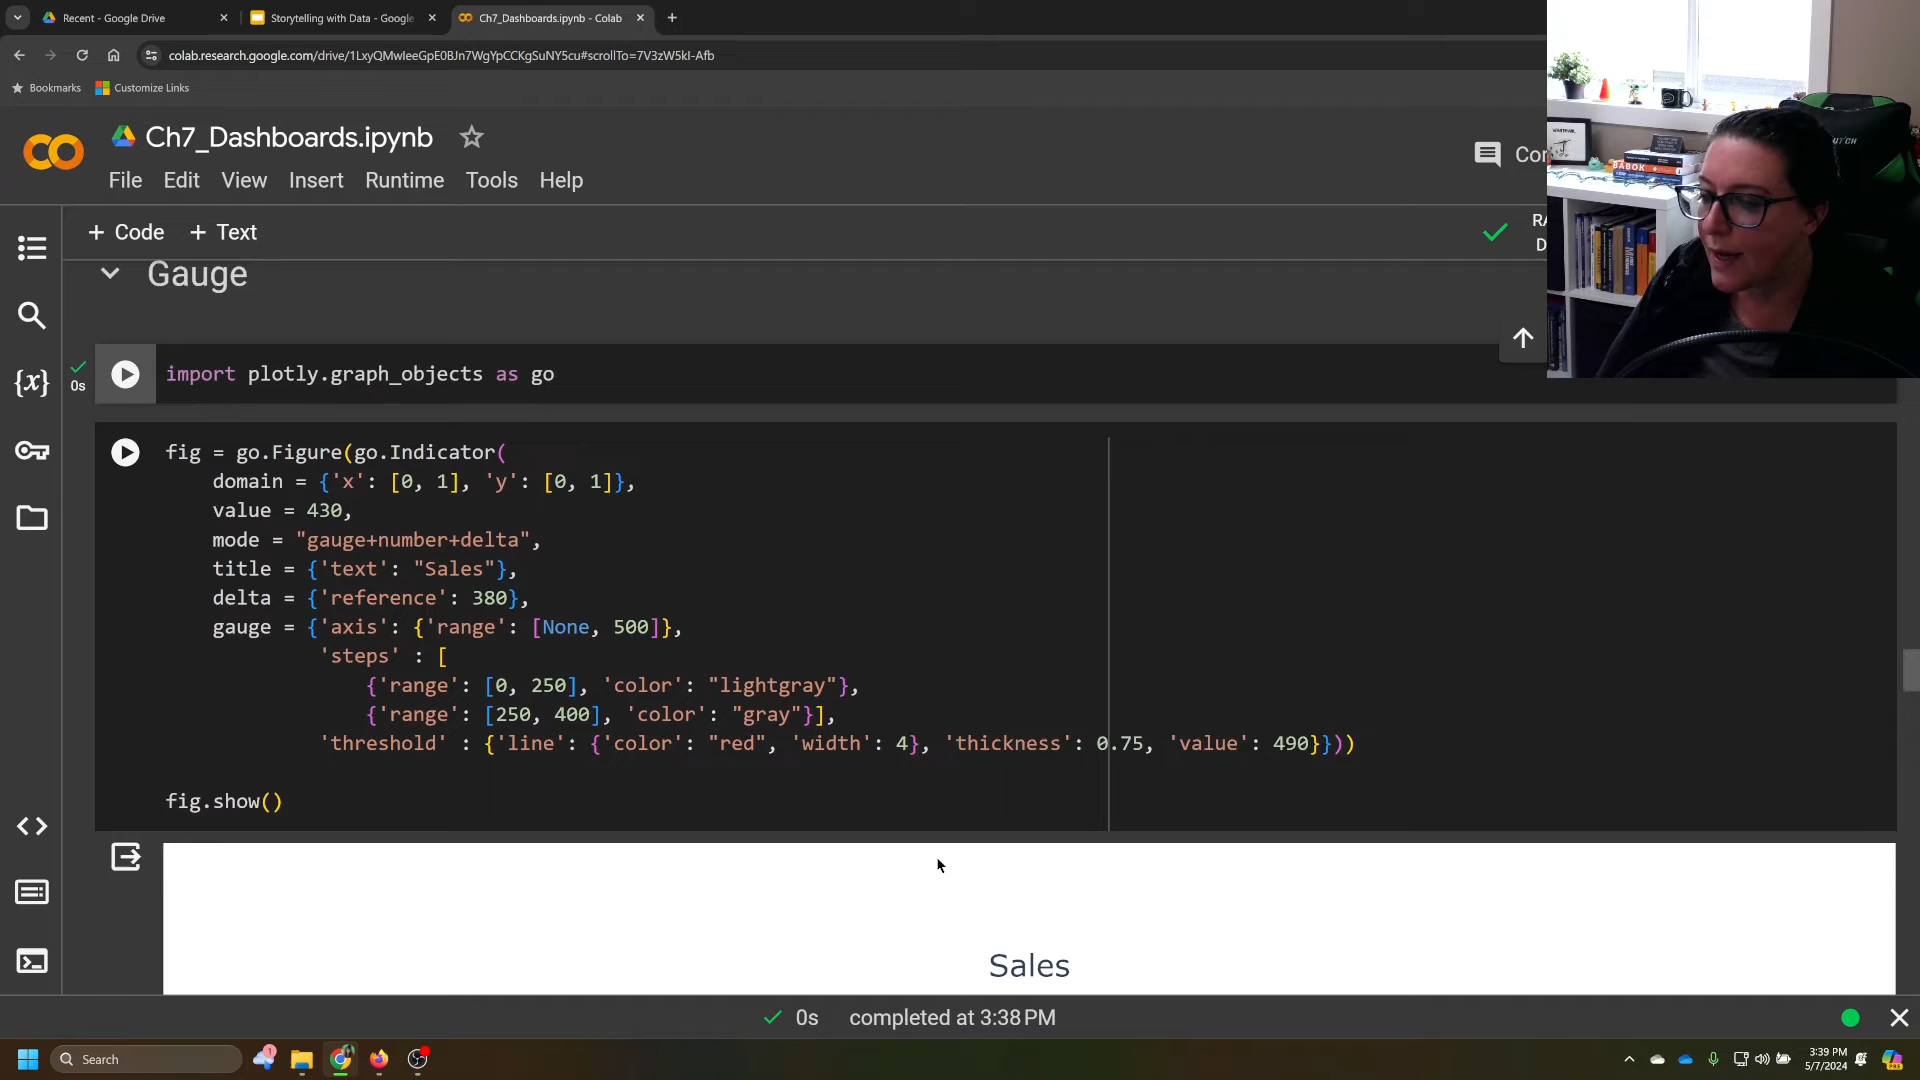 Recent - Google Drive
Storytelling with Data - Google
Ch7_Dashboards.ipynb - Colab
colab.research.google.com/drive/1LxyQMwIeeGpE0BJn7WgYpCCKgSuNY5cu#scrollTo=7V3zW5kI-Afb
Bookmarks
Customize Links
Ch7_Dashboards.ipynb
Co
File Edit View Insert Runtime Tools Help
+ Code + Text
RA
D
Gauge
0s
import plotly.graph_objects as go
fig = go.Figure(go.Indicator(
domain = {'x': [0, 1], 'y': [0, 1]},
value = 430,
mode = "gauge+number+delta",
title = {'text': "Sales"},
delta = {'reference': 380},
gauge = {'axis': {'range': [None, 500]},
'steps' : [
{'range': [0, 250], 'color': "lightgray"},
{'range': [250, 400], 'color': "gray"}],
'threshold' : {'line': {'color': "red", 'width': 4}, 'thickness': 0.75, 'value': 490}}))
fig.show()
Sales
0s completed at 3:38 PM
Search
3:39 PM
5/7/2024
BABOK